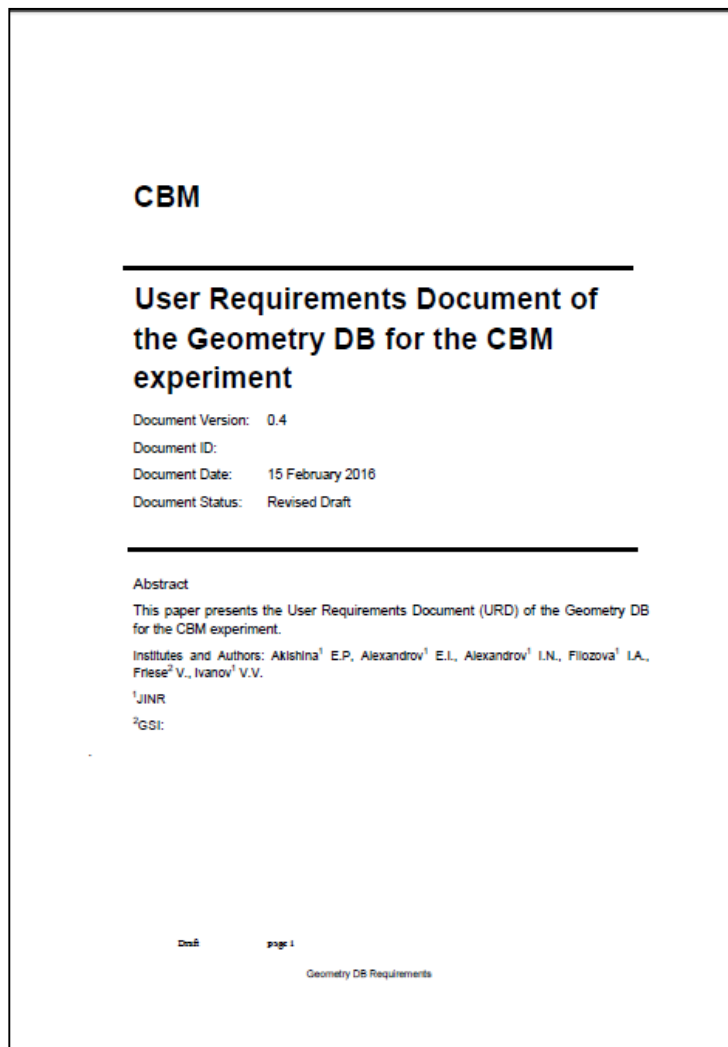 CBM
User Requirements Document of
the Geometry DB for the CBM
experiment
Document Version: 0.4
Document ID:
Document Date: 15 February 2016
Document Status: Revised Draft
Abstract
This paper presents the User Requirements Document (URD) of the Geometry DB
for the CBM experiment.
Institutes and Authors: Akishina¹ E.P, Alexandrov¹ E.I., Alexandrov¹ I.N., Filozova¹ I.A.,
Friese² V., Ivanov¹ V.V.
¹JINR
²GSI:
Draft page 1
Geometry DB Requirements